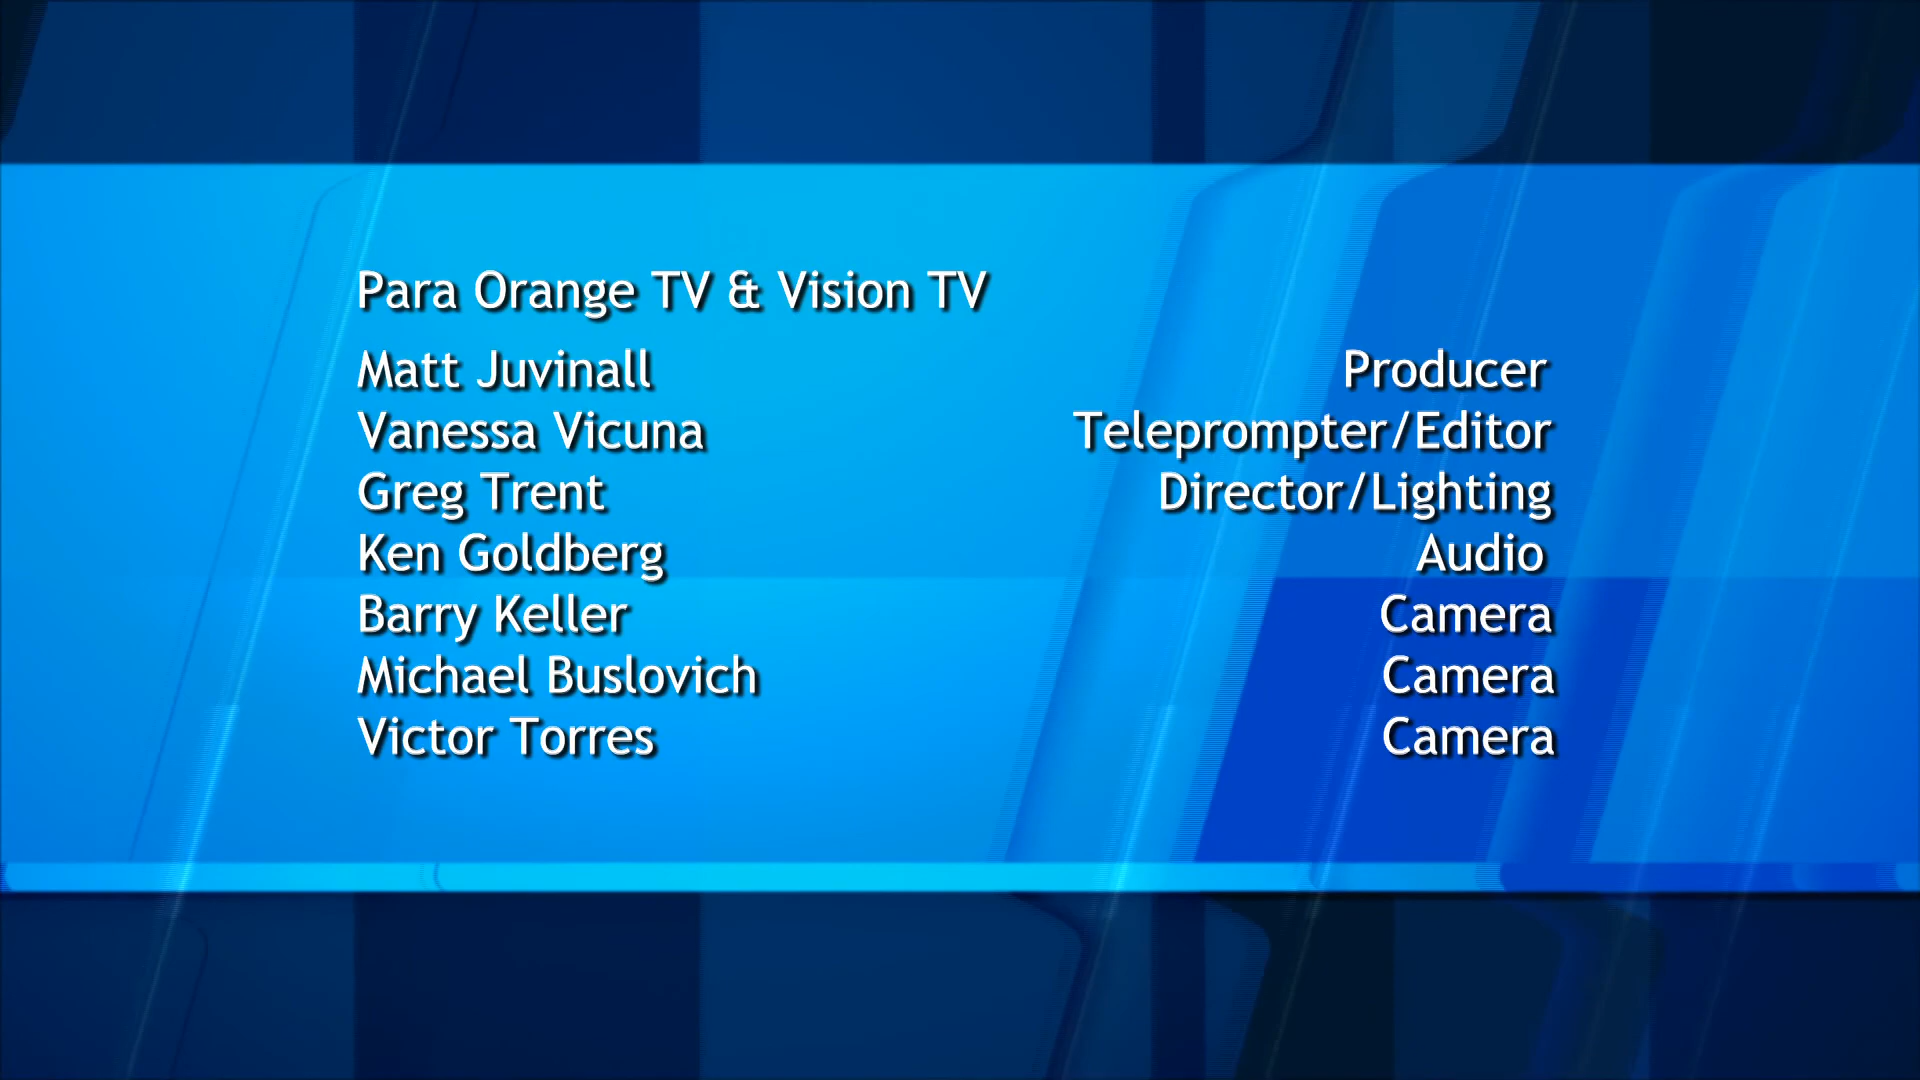 Para Orange TV & Vision TV
Matt Juvinall Producer
Vanessa Vicuna Teleprompter/Editor
Greg Trent Director/Lighting
Ken Goldberg Audio
Barry Keller Camera
Michael Buslovich Camera
Victor Torres Camera